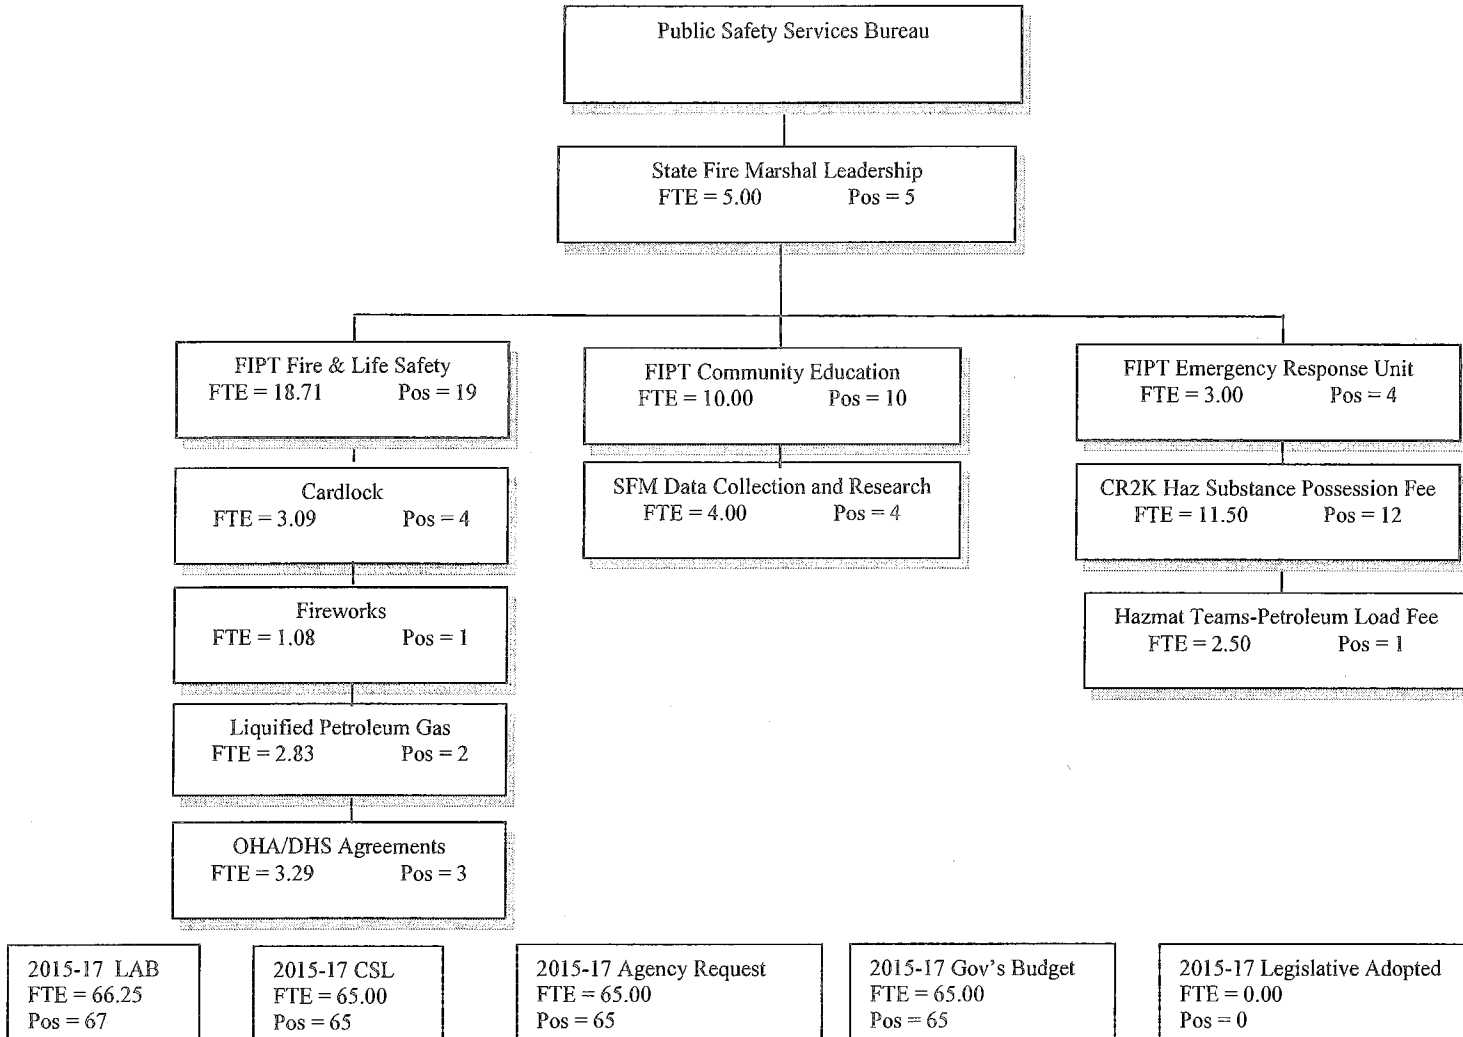 Public Safety Services Bureau
State Fire Marshal Leadership
FTE = 5.00 Pos = 5
FIPT Fire & Life Safety
FTE = 18.71 Pos = 19
Cardlock
FTE = 3.09 Pos = 4
Fireworks
FTE = 1.08 Pos = 1
Liquified Petroleum Gas
FTE = 2.83 Pos = 2
OHA/DHS Agreements
FTE = 3.29 Pos = 3
FIPT Community Education
FTE = 10.00 Pos = 10
SFM Data Collection and Research
FTE = 4.00 Pos = 4
FIPT Emergency Response Unit
FTE = 3.00 Pos = 4
CR2K Haz Substance Possession Fee
FTE = 11.50 Pos = 12
Hazmat Teams-Petroleum Load Fee
FTE = 2.50 Pos = 1
2015-17 LAB
FTE = 66.25
Pos = 67
2015-17 CSL
FTE = 65.00
Pos = 65
2015-17 Agency Request
FTE = 65.00
Pos = 65
2015-17 Gov's Budget
FTE = 65.00
Pos = 65
2015-17 Legislative Adopted
FTE = 0.00
Pos = 0